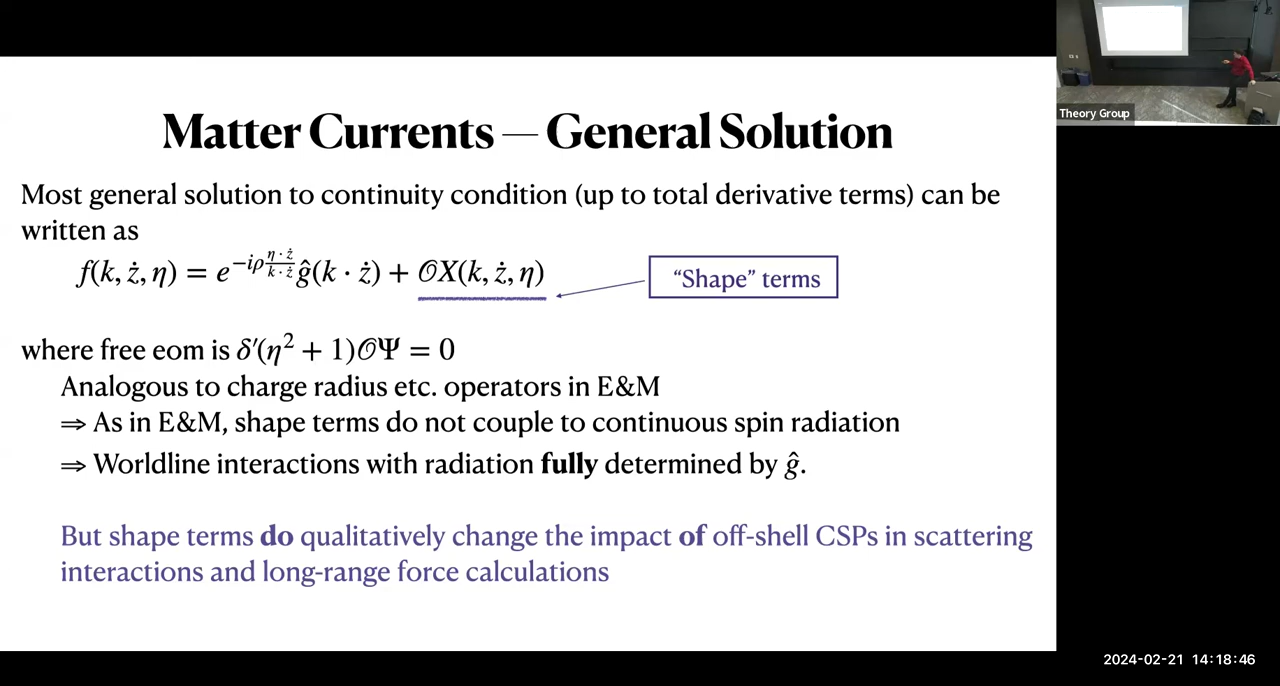 Matter Currents — General Solution
Most general solution to continuity condition (up to total derivative terms) can be
written as
f(k, ż, η) = e^{−iρ \frac{η·ż}{k·ż}} ĝ(k · ż) + 𝒪X(k, ż, η)
“Shape” terms
where free eom is δ′(η² + 1)𝒪Ψ = 0
Analogous to charge radius etc. operators in E&M
⇒ As in E&M, shape terms do not couple to continuous spin radiation
⇒ Worldline interactions with radiation fully determined by ĝ.
But shape terms do qualitatively change the impact of off-shell CSPs in scattering
interactions and long-range force calculations
Theory Group
2024-02-21 14:18:46